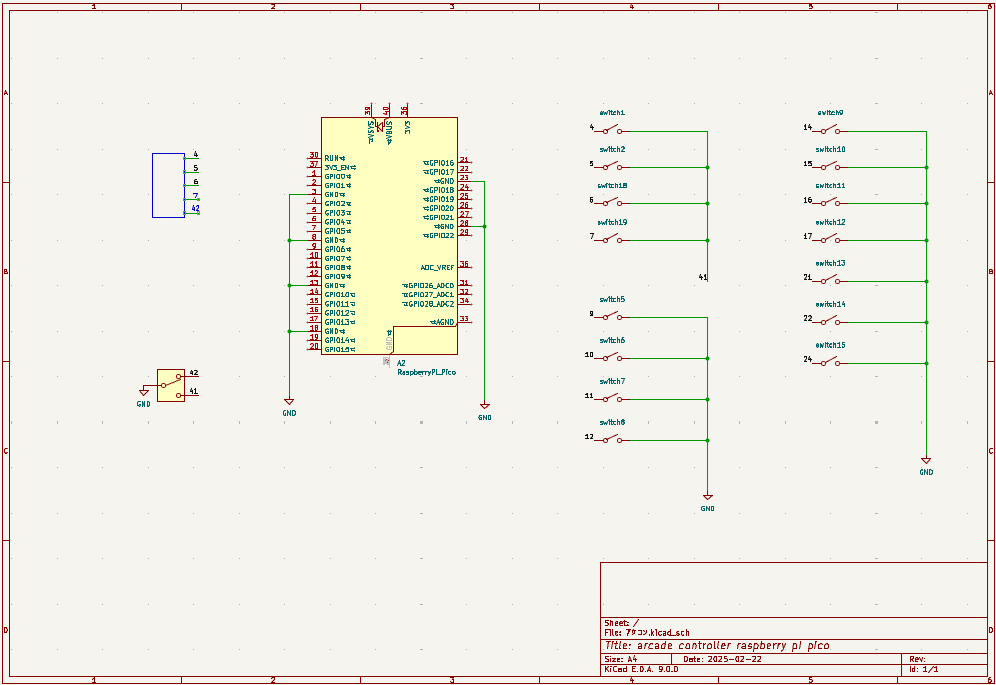 1 2 3 4 5 6
A
B
C
D
4
5
6
7
42
42
41
GND
39 40 36
VSYS VBUS 3V3
30 RUN
37 3V3_EN
1 GPIO0
2 GPIO1
3 GND
4 GPIO2
5 GPIO3
6 GPIO4
7 GPIO5
8 GND
9 GPIO6
10 GPIO7
11 GPIO8
12 GPIO9
13 GND
14 GPIO10
15 GPIO11
16 GPIO12
17 GPIO13
18 GND
19 GPIO14
20 GPIO15
GPIO16 21
GPIO17 22
GND 23
GPIO18 24
GPIO19 25
GPIO20 26
GPIO21 27
GND 28
GPIO22 29
ADC_VREF 35
GPIO26_ADC0 31
GPIO27_ADC1 32
GPIO28_ADC2 34
AGND 33
GND
A2
RaspberryPi_Pico
GND
GND
switch1
4
switch2
5
switch18
6
switch19
7
41
switch5
9
switch6
10
switch7
11
switch8
12
GND
switch9
14
switch10
15
switch11
16
switch12
17
switch13
21
switch14
22
switch15
24
GND
Sheet: /
File: アケコン.kicad_sch
Title: arcade controller raspberry pi pico
Size: A4 Date: 2025-02-22 Rev:
KiCad E.D.A. 9.0.0 Id: 1/1
A
B
C
D
1 2 3 4 5 6